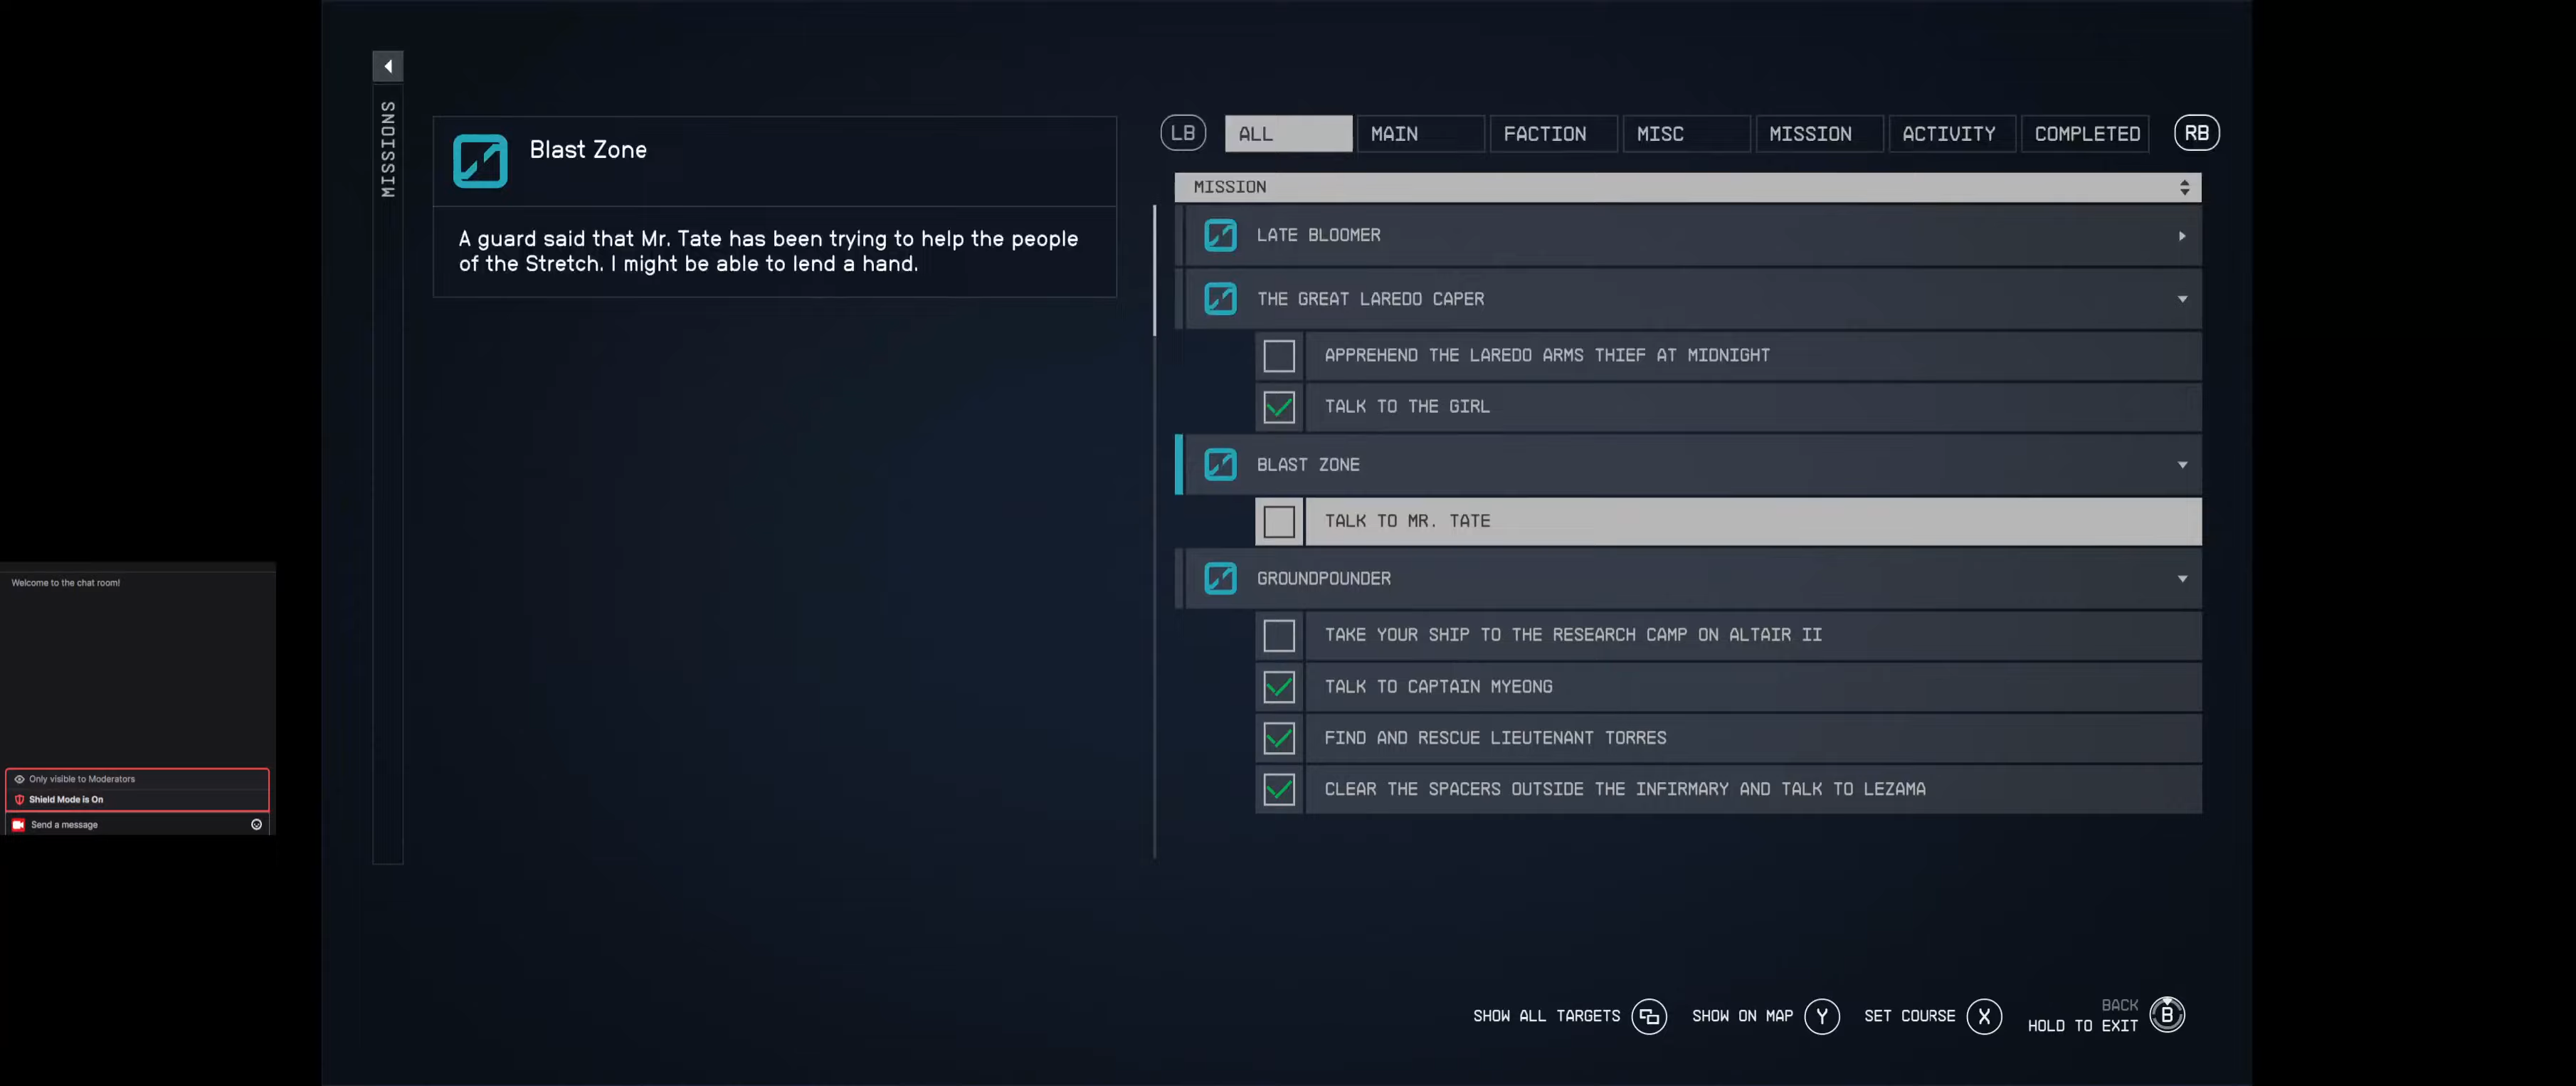 MISSIONS
Blast Zone
A guard said that Mr. Tate has been trying to help the people
of the Stretch. I might be able to lend a hand.
LB ALL MAIN FACTION MISC MISSION ACTIVITY COMPLETED RB
MISSION
LATE BLOOMER
THE GREAT LAREDO CAPER
APPREHEND THE LAREDO ARMS THIEF AT MIDNIGHT
TALK TO THE GIRL
BLAST ZONE
TALK TO MR. TATE
GROUNDPOUNDER
TAKE YOUR SHIP TO THE RESEARCH CAMP ON ALTAIR II
TALK TO CAPTAIN MYEONG
FIND AND RESCUE LIEUTENANT TORRES
CLEAR THE SPACERS OUTSIDE THE INFIRMARY AND TALK TO LEZAMA
Welcome to the chat room!
Only visible to Moderators
Shield Mode is On
Send a message
SHOW ALL TARGETS SHOW ON MAP Y SET COURSE X BACK
HOLD TO EXIT B